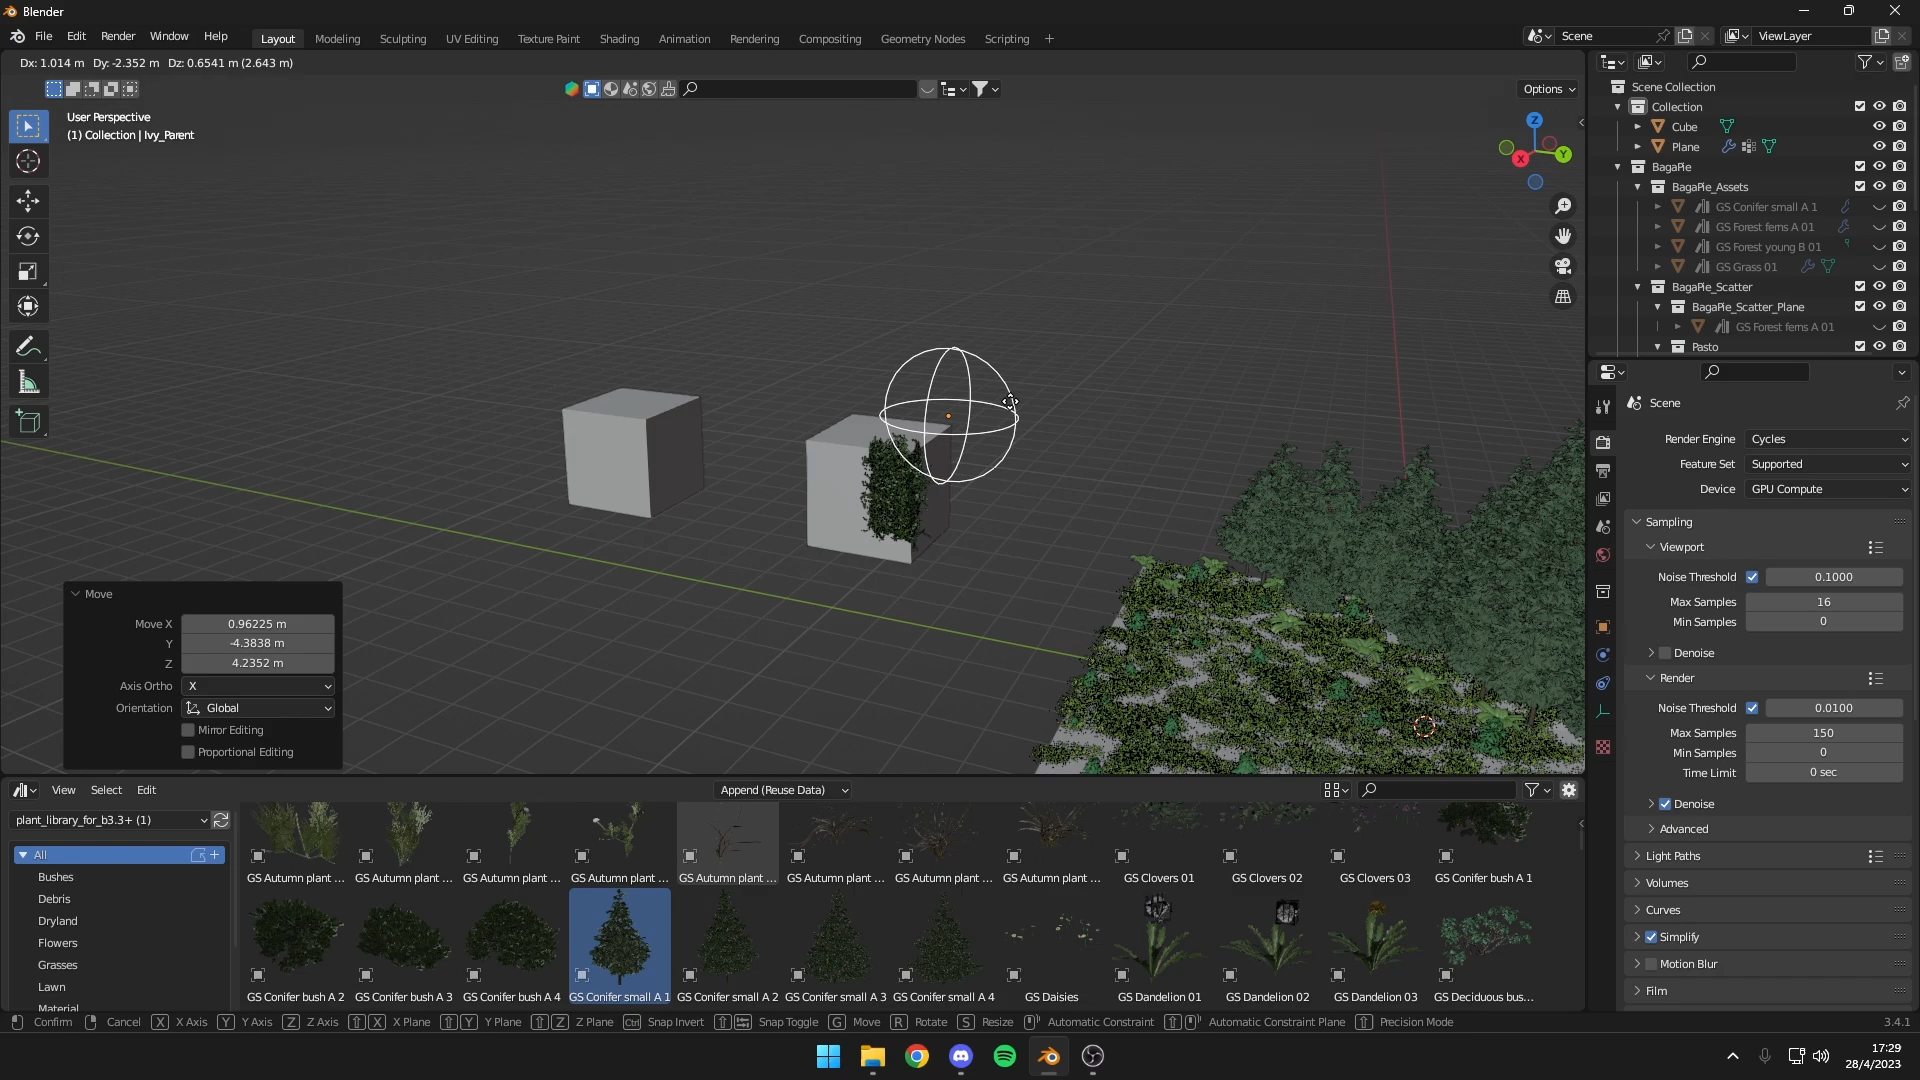 Blender
File Edit Render Window Help Layout Modeling Sculpting UV Editing Texture Paint Shading Animation Rendering Compositing Geometry Nodes Scripting + Scene ViewLayer
Dx: 1.014 m Dy: -2.352 m Dz: 0.6541 m (2.643 m)
Options
User Perspective
(1) Collection | Ivy_Parent
Z
Y
X
Scene Collection
Collection
Cube
Plane
BagaPie
BagaPie_Assets
GS Conifer small A 1
GS Forest ferns A 01
GS Forest young B 01
GS Grass 01
BagaPie_Scatter
BagaPie_Scatter_Plane
GS Forest ferns A 01
Pasto
Scene
Render Engine Cycles
Feature Set Supported
Device GPU Compute
Sampling
Viewport
Noise Threshold 0.1000
Max Samples 16
Min Samples 0
Denoise
Render
Noise Threshold 0.0100
Max Samples 150
Min Samples 0
Time Limit 0 sec
Denoise
Advanced
Light Paths
Volumes
Curves
Simplify
Motion Blur
Film
Move
Move X 0.96225 m
Y -4.3838 m
Z 4.2352 m
Axis Ortho X
Orientation Global
Mirror Editing
Proportional Editing
View Select Edit Append (Reuse Data)
plant_library_for_b3.3+ (1)
All
Bushes
Debris
Dryland
Flowers
Grasses
Lawn
Material
GS Autumn plant ... GS Autumn plant ... GS Autumn plant ... GS Autumn plant ... GS Autumn plant ... GS Autumn plant ... GS Autumn plant ... GS Autumn plant ... GS Clovers 01 GS Clovers 02 GS Clovers 03 GS Conifer bush A 1
GS Conifer bush A 2 GS Conifer bush A 3 GS Conifer bush A 4 GS Conifer small A 1 GS Conifer small A 2 GS Conifer small A 3 GS Conifer small A 4 GS Daisies GS Dandelion 01 GS Dandelion 02 GS Dandelion 03 GS Deciduous bus...
Confirm Cancel X X Axis Y Y Axis Z Z Axis X X Plane Y Y Plane Z Z Plane Ctrl Snap Invert Snap Toggle G Move R Rotate S Resize Automatic Constraint Automatic Constraint Plane Precision Mode 3.4.1
17:29
28/4/2023